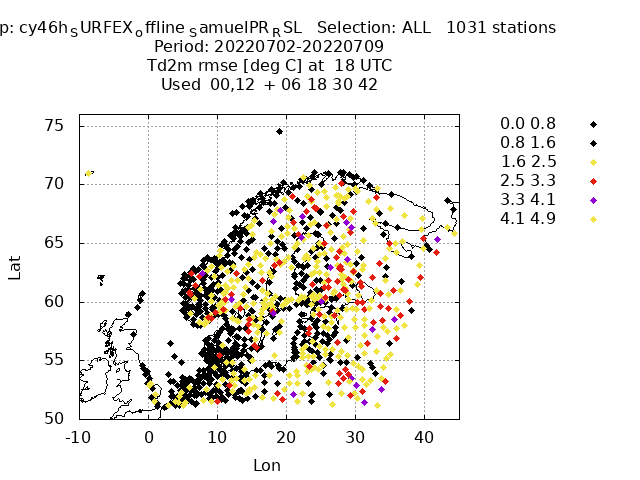 p: cy46h_SURFEX_offline_SamuelPR_RSL Selection: ALL 1031 stations
Period: 20220702-20220709
Td2m rmse [deg C] at 18 UTC
Used 00,12 + 06 18 30 42
0.0 0.8
0.8 1.6
1.6 2.5
2.5 3.3
3.3 4.1
4.1 4.9
75
70
65
60
55
50
Lat
-10 0 10 20 30 40
Lon